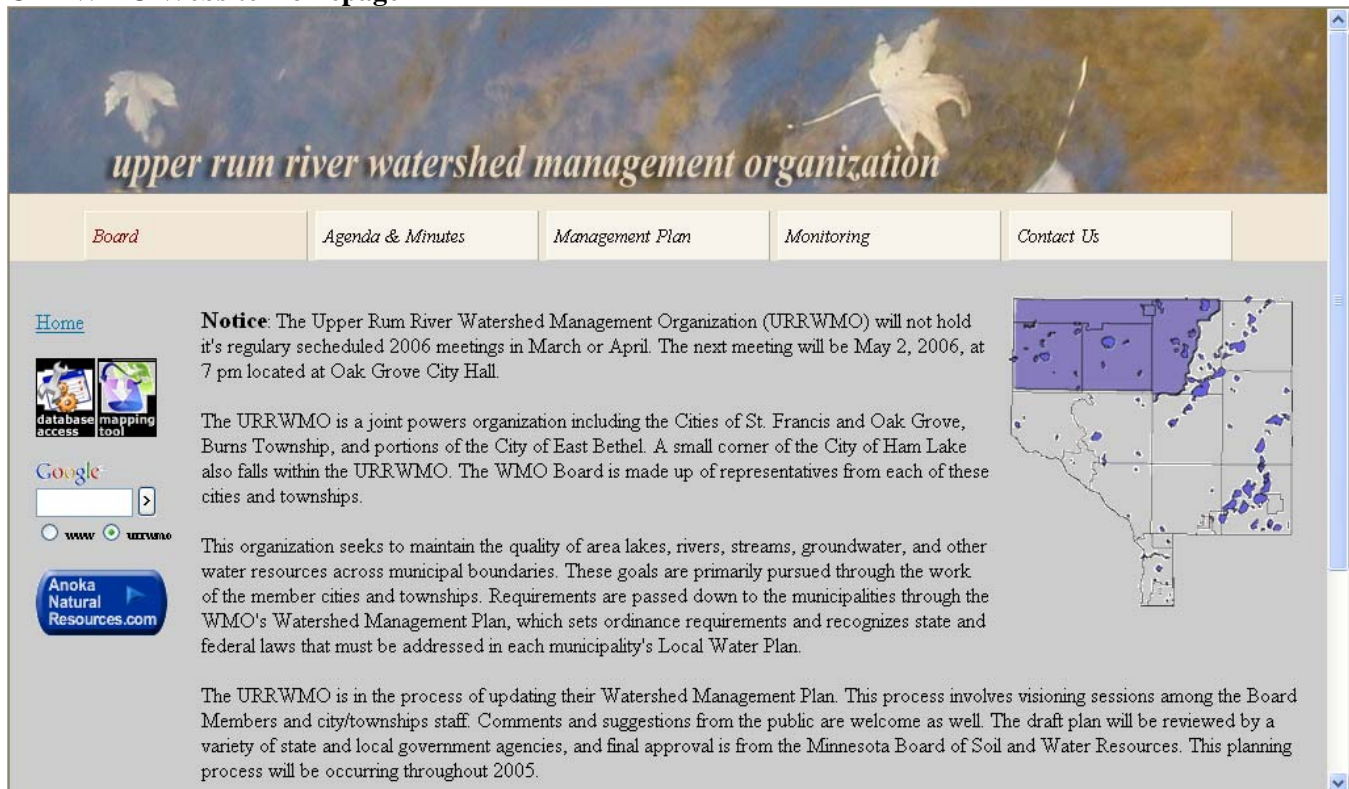 URRWMO Website Homepage
upper rum river watershed management organization
Board
Agenda & Minutes
Management Plan
Monitoring
Contact Us
Home
database access
mapping tool
Google
>
www urrwmo
Anoka
Natural
Resources.com
Notice: The Upper Rum River Watershed Management Organization (URRWMO) will not hold
it's regulary secheduled 2006 meetings in March or April. The next meeting will be May 2, 2006, at
7 pm located at Oak Grove City Hall.
The URRWMO is a joint powers organization including the Cities of St. Francis and Oak Grove,
Burns Township, and portions of the City of East Bethel. A small corner of the City of Ham Lake
also falls within the URRWMO. The WMO Board is made up of representatives from each of these
cities and townships.
This organization seeks to maintain the quality of area lakes, rivers, streams, groundwater, and other
water resources across municipal boundaries. These goals are primarily pursued through the work
of the member cities and townships. Requirements are passed down to the municipalities through the
WMO's Watershed Management Plan, which sets ordinance requirements and recognizes state and
federal laws that must be addressed in each municipality's Local Water Plan.
The URRWMO is in the process of updating their Watershed Management Plan. This process involves visioning sessions among the Board
Members and city/townships staff. Comments and suggestions from the public are welcome as well. The draft plan will be reviewed by a
variety of state and local government agencies, and final approval is from the Minnesota Board of Soil and Water Resources. This planning
process will be occurring throughout 2005.